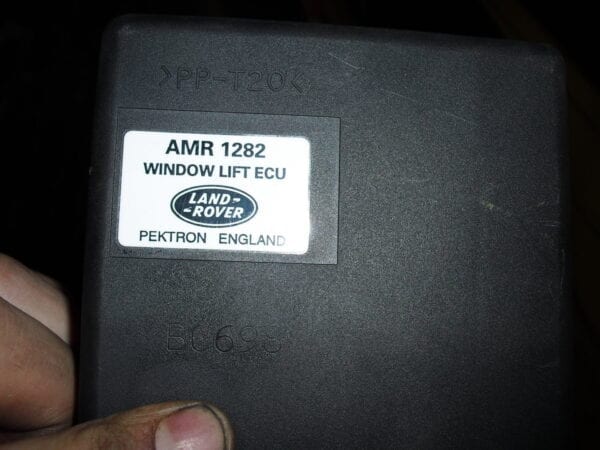 >PP-T20<
AMR 1282
WINDOW LIFT ECU
LAND-
-ROVER
PEKTRON ENGLAND